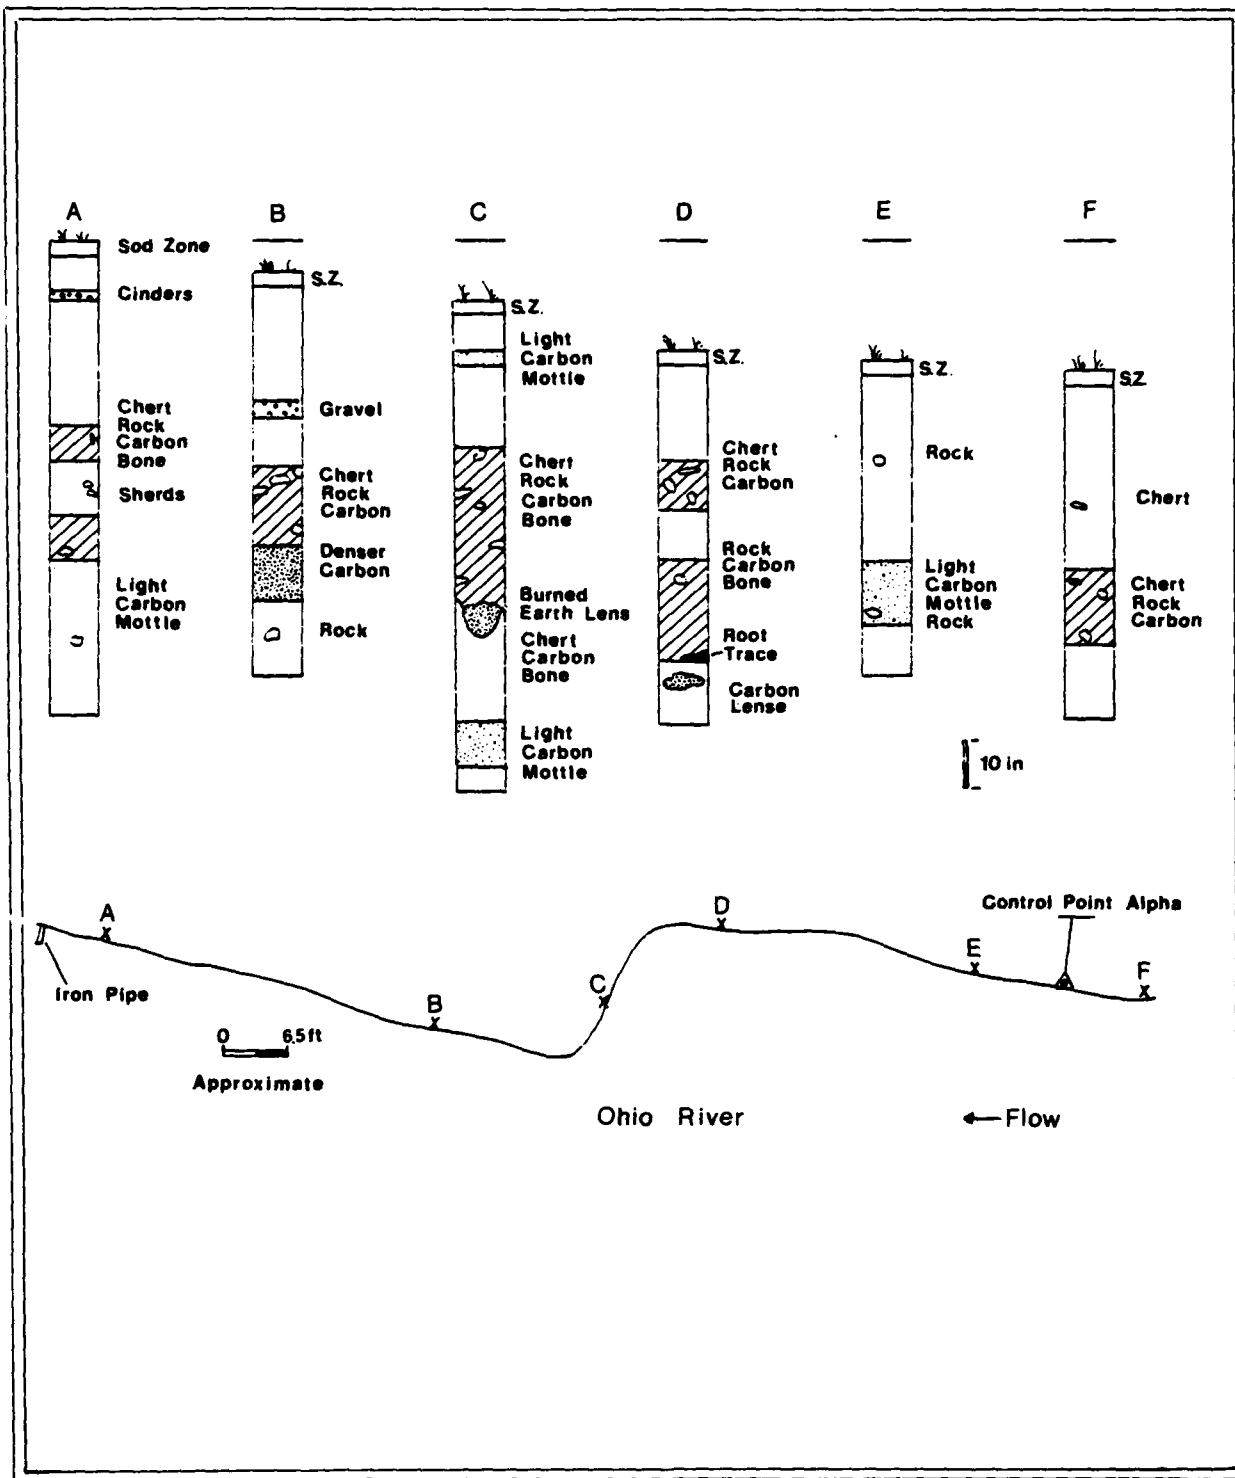 A
B
C
D
E
F
Sod Zone
Cinders
Chert
Rock
Carbon
Bone
Sherds
Light
Carbon
Mottle
S.Z.
Gravel
Chert
Rock
Carbon
Denser
Carbon
Rock
S.Z.
Light
Carbon
Mottle
Chert
Rock
Carbon
Bone
Burned
Earth Lens
Chert
Carbon
Bone
Light
Carbon
Mottle
S.Z.
Chert
Rock
Carbon
Rock
Carbon
Bone
Root
Trace
Carbon
Lense
S.Z.
Rock
Light
Carbon
Mottle
Rock
S.Z.
Chert
Chert
Rock
Carbon
10 in
A
B
C
D
E
F
Control Point Alpha
Iron Pipe
0 6.5 ft
Approximate
Ohio River
Flow